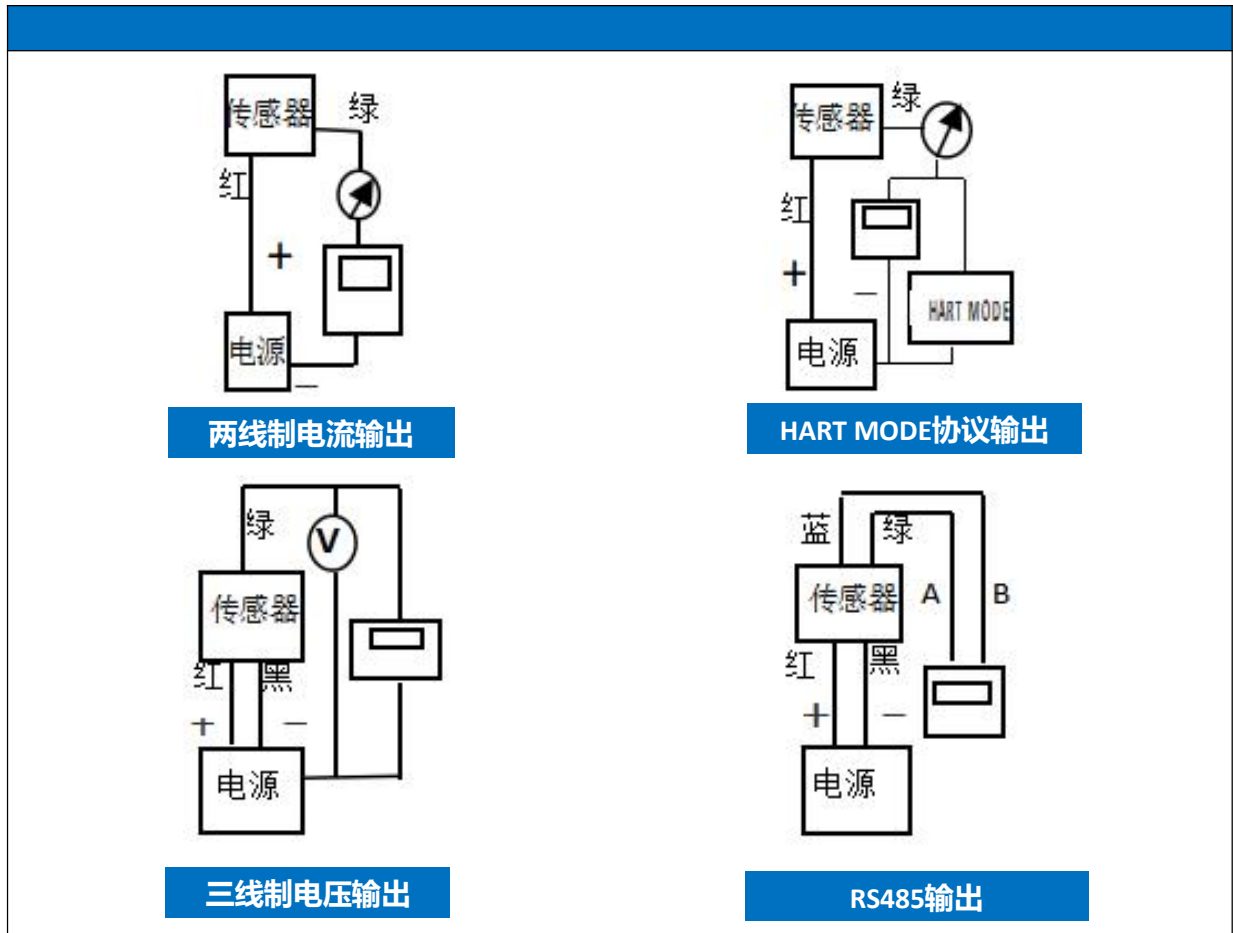 传感器
绿
红
+
电源
−
两线制电流输出
传感器
绿
红
+
−
HART MODE
电源
HART MODE协议输出
绿
V
传感器
红 黑
+ −
电源
三线制电压输出
蓝 绿
传感器 A B
红 黑
+ −
电源
RS485输出